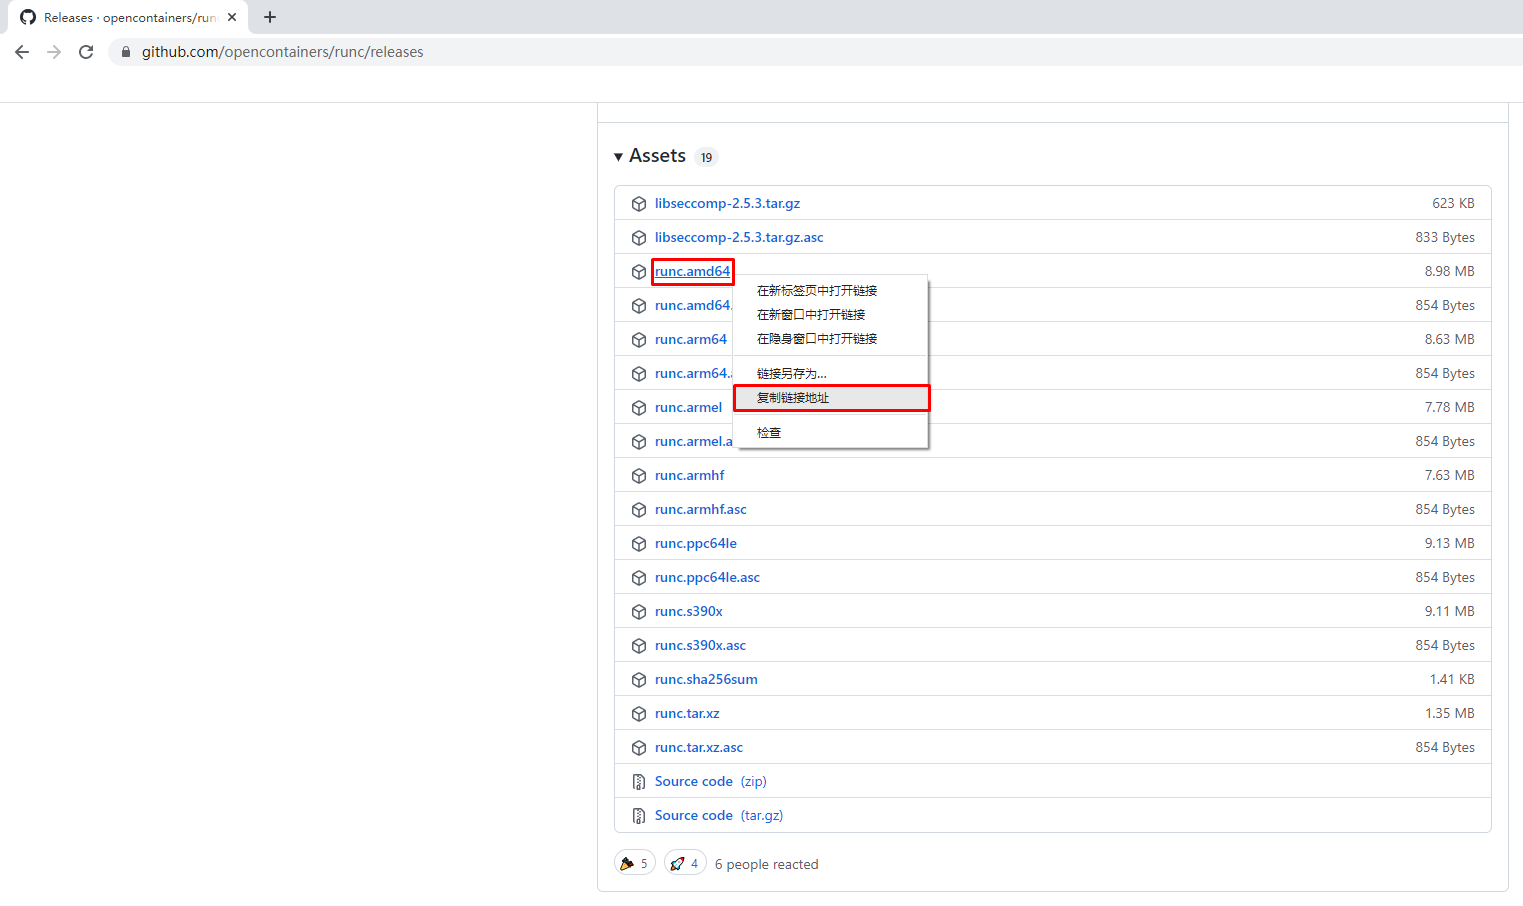 Releases · opencontainers/run
github.com/opencontainers/runc/releases
Assets 19
libseccomp-2.5.3.tar.gz 623 KB
libseccomp-2.5.3.tar.gz.asc 833 Bytes
runc.amd64 8.98 MB
在新标签页中打开链接
runc.amd64. 854 Bytes
在新窗口中打开链接
runc.arm64 8.63 MB
在隐身窗口中打开链接
runc.arm64.a 854 Bytes
链接另存为...
复制链接地址
runc.armel 7.78 MB
检查
runc.armel.a 854 Bytes
runc.armhf 7.63 MB
runc.armhf.asc 854 Bytes
runc.ppc64le 9.13 MB
runc.ppc64le.asc 854 Bytes
runc.s390x 9.11 MB
runc.s390x.asc 854 Bytes
runc.sha256sum 1.41 KB
runc.tar.xz 1.35 MB
runc.tar.xz.asc 854 Bytes
Source code (zip)
Source code (tar.gz)
5 4 6 people reacted